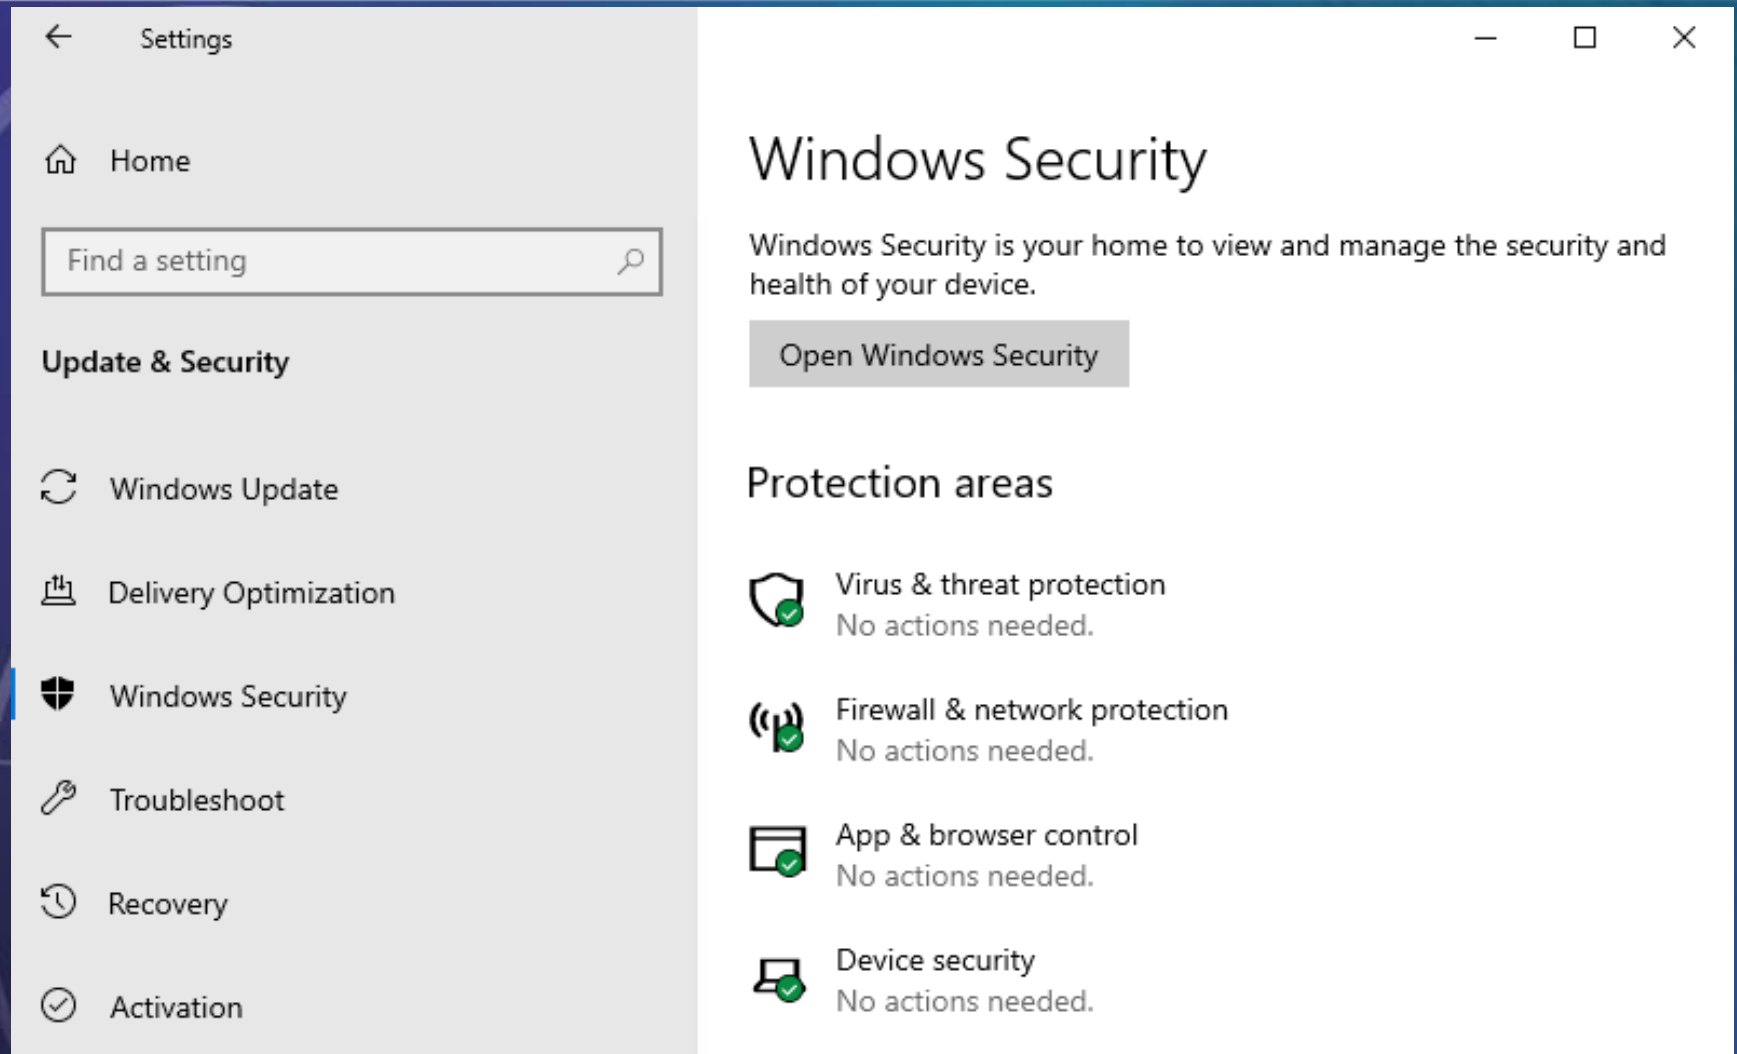 Settings
Home
Find a setting
Update & Security
Windows Update
Delivery Optimization
Windows Security
Troubleshoot
Recovery
Activation
Windows Security
Windows Security is your home to view and manage the security and
health of your device.
Open Windows Security
Protection areas
Virus & threat protection
No actions needed.
Firewall & network protection
No actions needed.
App & browser control
No actions needed.
Device security
No actions needed.